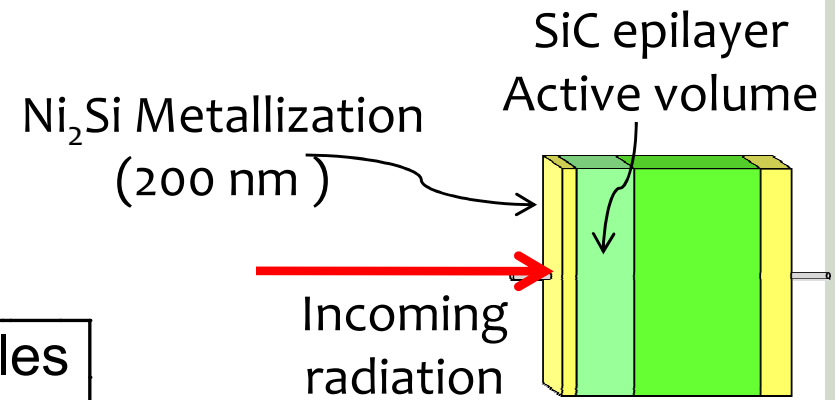 SiC epilayer
Active volume
Ni₂Si Metallization
(200 nm )
Incoming
radiation
les